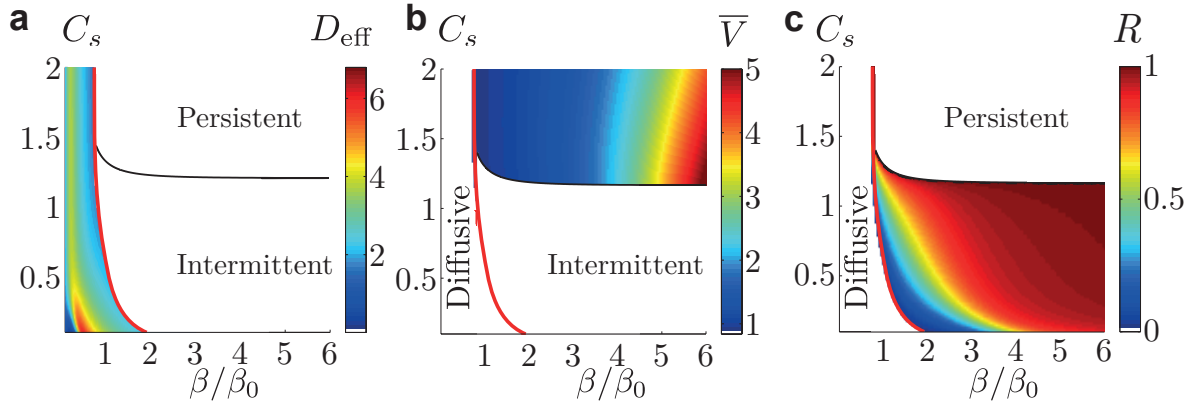 a
C_s
D_eff
2
1.5
1
0.5
Persistent
Intermittent
1 2 3 4 5 6
β/β_0
6
4
2
b
C_s
V̅
2
1.5
1
0.5
Diffusive
Intermittent
1 2 3 4 5 6
β/β_0
5
4
3
2
1
c
C_s
R
2
1.5
1
0.5
Persistent
Diffusive
1 2 3 4 5 6
β/β_0
1
0.5
0